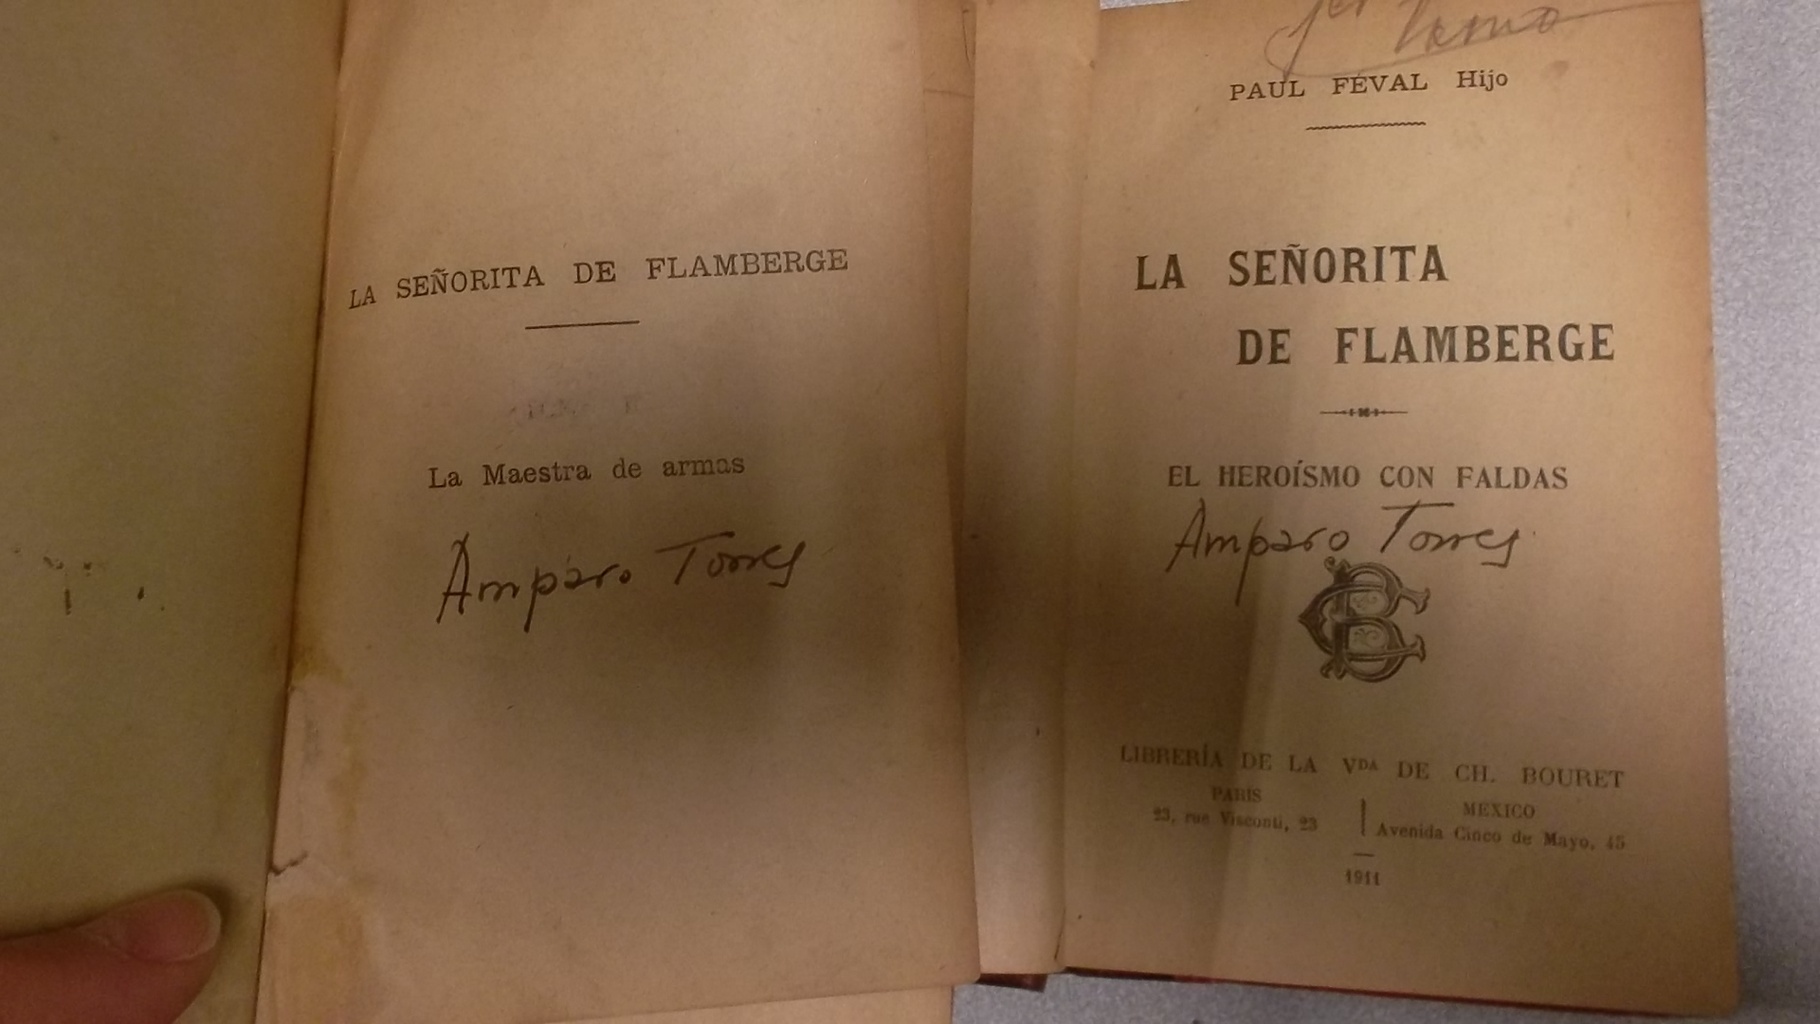 LA SEÑORITA DE FLAMBERGE
La Maestra de armas
Amparo Torres
PAUL FÉVAL Hijo
LA SEÑORITA
DE FLAMBERGE
EL HEROÍSMO CON FALDAS
Amparo Torres
LIBRERÍA DE LA Vᴰᴬ DE CH. BOURET
PARÍS
23, rue Visconti, 23
MEXICO
Avenida Cinco de Mayo, 45
1911